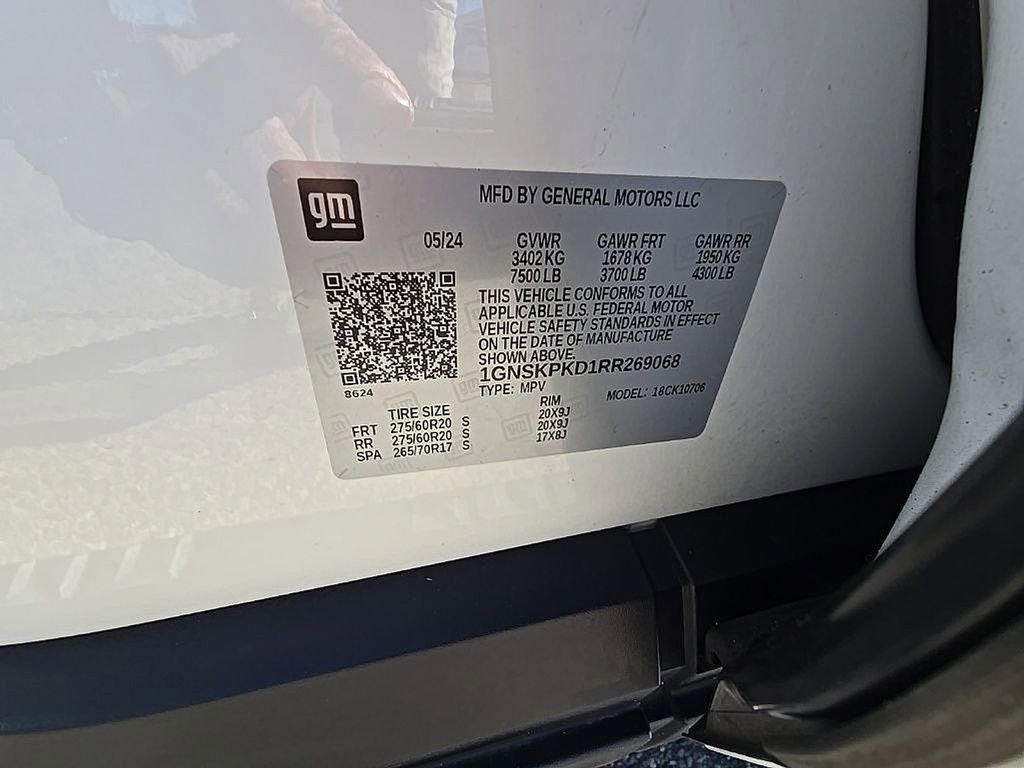 gm
MFD BY GENERAL MOTORS LLC
05/24 GVWR GAWR FRT GAWR RR
3402 KG 1678 KG 1950 KG
7500 LB 3700 LB 4300 LB
THIS VEHICLE CONFORMS TO ALL
APPLICABLE U.S. FEDERAL MOTOR
VEHICLE SAFETY STANDARDS IN EFFECT
ON THE DATE OF MANUFACTURE
SHOWN ABOVE.
1GNSKPKD1RR269068
8624
TYPE: MPV MODEL: 18CK10706
TIRE SIZE RIM
FRT 275/60R20 S 20X9J
RR 275/60R20 S 20X9J
SPA 265/70R17 S 17X8J